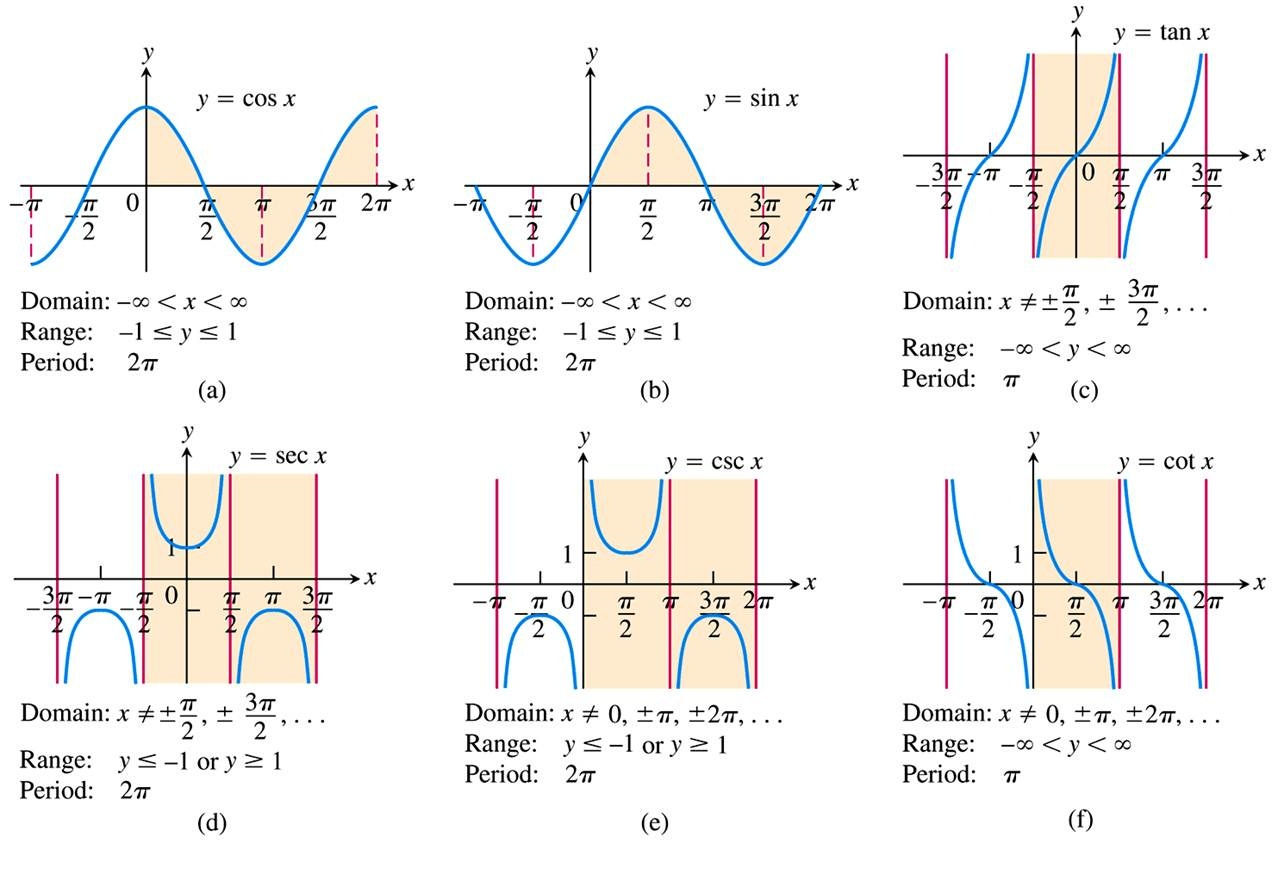 y
y = cos x
x
−π
−π/2
0
π/2
π
3π/2
2π
Domain: −∞ < x < ∞
Range: −1 ≤ y ≤ 1
Period: 2π
(a)
y
y = sin x
x
−π
−π/2
0
π/2
π
3π/2
2π
Domain: −∞ < x < ∞
Range: −1 ≤ y ≤ 1
Period: 2π
(b)
y
y = tan x
x
−3π/2
−π
−π/2
0
π/2
π
3π/2
Domain: x ≠ ±π/2, ± 3π/2, . . .
Range: −∞ < y < ∞
Period: π
(c)
y
y = sec x
1
x
−3π/2
−π
−π/2
0
π/2
π
3π/2
Domain: x ≠ ±π/2, ± 3π/2, . . .
Range: y ≤ −1 or y ≥ 1
Period: 2π
(d)
y
y = csc x
1
x
−π
−π/2
0
π/2
π
3π/2
2π
Domain: x ≠ 0, ±π, ±2π, . . .
Range: y ≤ −1 or y ≥ 1
Period: 2π
(e)
y
y = cot x
1
x
−π
−π/2
0
π/2
π
3π/2
2π
Domain: x ≠ 0, ±π, ±2π, . . .
Range: −∞ < y < ∞
Period: π
(f)